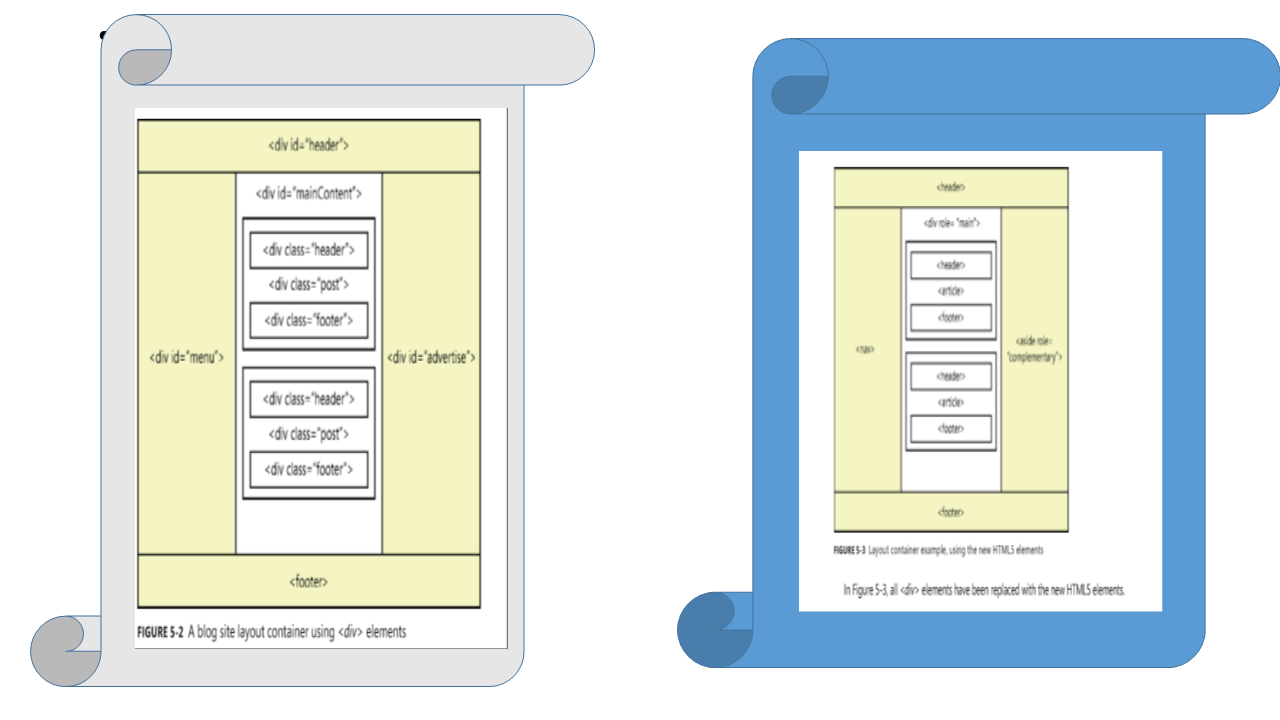 <div id="header">
<div id="mainContent">
<div class="header">
<div class="post">
<div class="footer">
<div id="menu">
<div id="advertise">
<div class="header">
<div class="post">
<div class="footer">
<footer>
FIGURE 5-2 A blog site layout container using <div> elements
<header>
<div role= "main">
<header>
<article>
<footer>
<nav>
<aside role=
"complementary">
<header>
<article>
<footer>
<footer>
FIGURE 5-3 Layout container example, using the new HTML5 elements
In Figure 5-3, all <div> elements have been replaced with the new HTML5 elements.